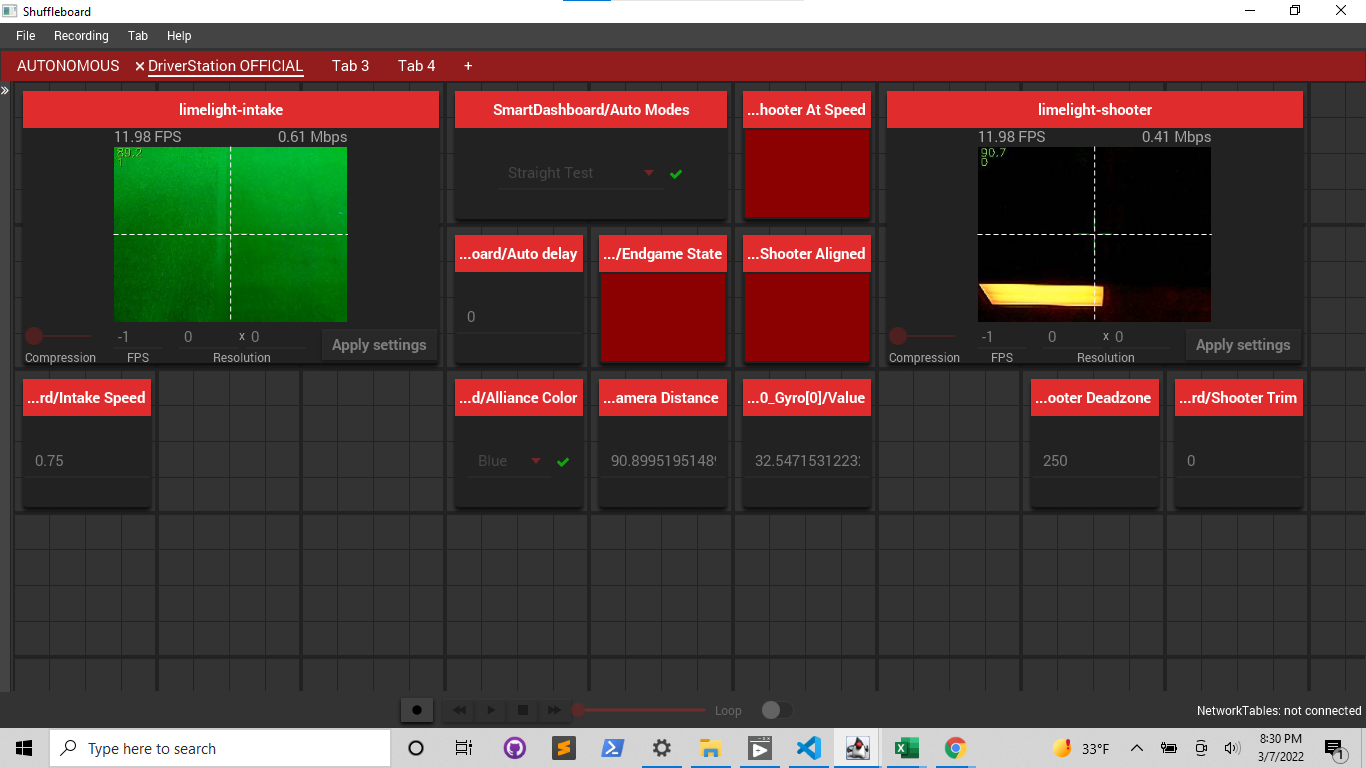 Shuffleboard
File Recording Tab Help
AUTONOMOUS DriverStation OFFICIAL Tab 3 Tab 4 +
limelight-intake
11.98 FPS 0.61 Mbps
1
-1 0 x 0
Compression FPS Resolution
Apply settings
SmartDashboard/Auto Modes
Straight Test
...hooter At Speed
limelight-shooter
11.98 FPS 0.41 Mbps
90.7
0
-1 0 x 0
Compression FPS Resolution
Apply settings
...oard/Auto delay
0
.../Endgame State
...Shooter Aligned
...rd/Intake Speed
0.75
...d/Alliance Color
Blue
...amera Distance
90.8995195148
...0_Gyro[0]/Value
32.5471531223
...ooter Deadzone
250
...rd/Shooter Trim
0
Loop
NetworkTables: not connected
Type here to search
33°F
8:30 PM
3/7/2022
1